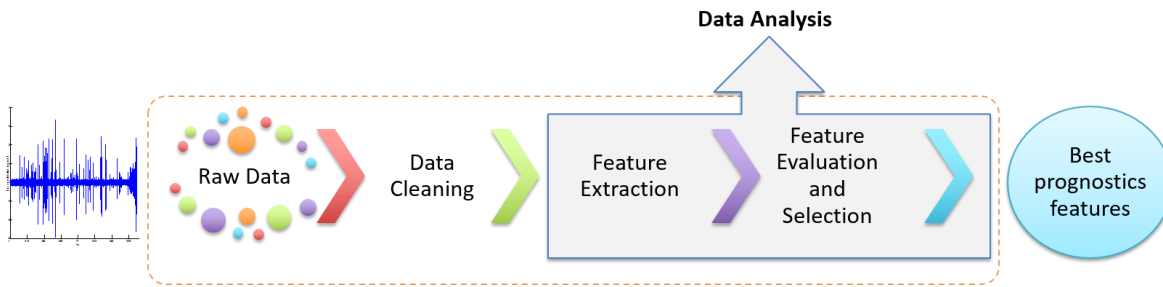 Data Analysis
Raw Data
Data
Cleaning
Feature
Extraction
Feature
Evaluation
and
Selection
Best
prognostics
features